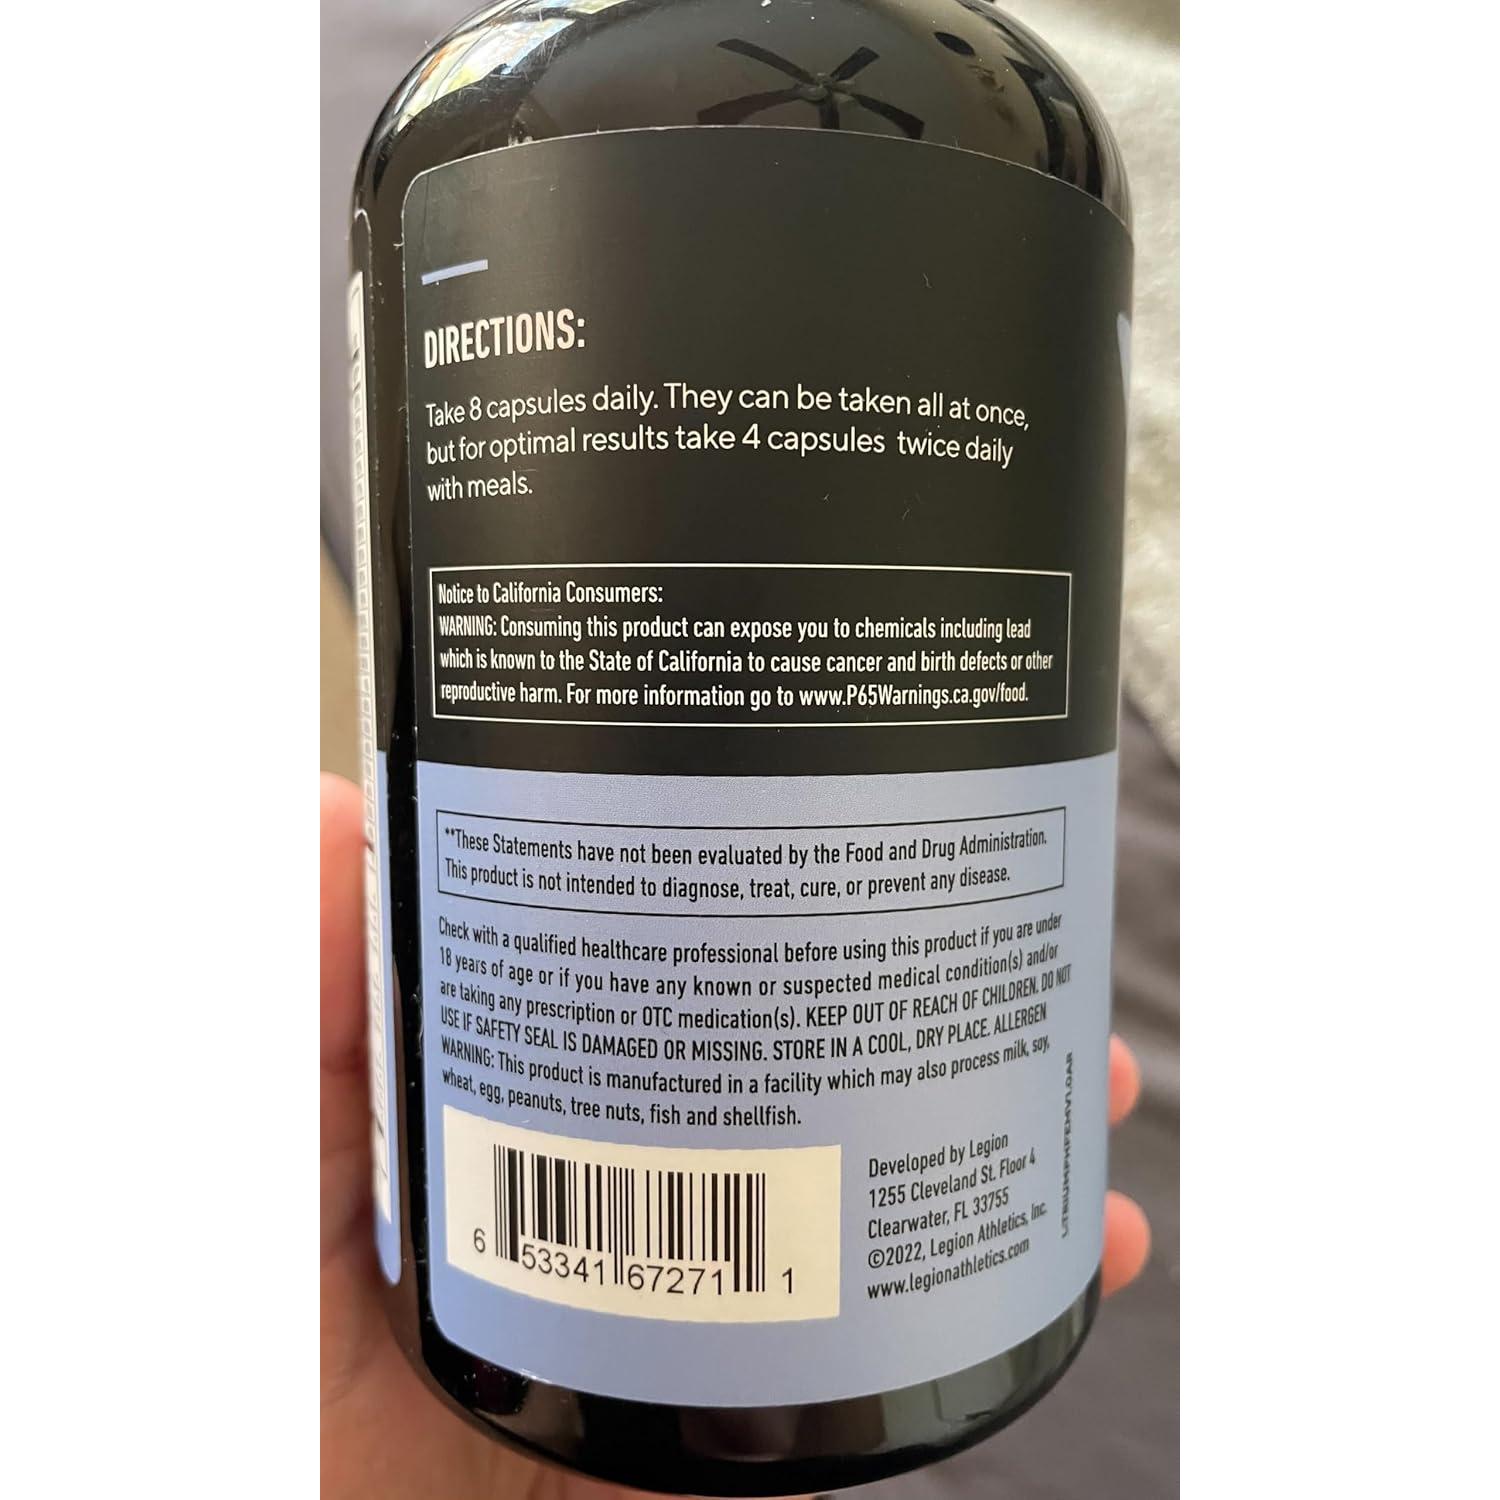 DIRECTIONS:
Take 8 capsules daily. They can be taken all at once,
but for optimal results take 4 capsules twice daily
with meals.
Notice to California Consumers:
WARNING: Consuming this product can expose you to chemicals including lead
which is known to the State of California to cause cancer and birth defects or other
reproductive harm. For more information go to www.P65Warnings.ca.gov/food.
**These Statements have not been evaluated by the Food and Drug Administration.
This product is not intended to diagnose, treat, cure, or prevent any disease.
Check with a qualified healthcare professional before using this product if you are under
18 years of age or if you have any known or suspected medical condition(s) and/or
are taking any prescription or OTC medication(s). KEEP OUT OF REACH OF CHILDREN. DO NOT
USE IF SAFETY SEAL IS DAMAGED OR MISSING. STORE IN A COOL, DRY PLACE. ALLERGEN
WARNING: This product is manufactured in a facility which may also process milk, soy,
wheat, egg, peanuts, tree nuts, fish and shellfish.
6 53341 67271 1
Developed by Legion
1255 Cleveland St. Floor 4
Clearwater, FL 33755
©2022, Legion Athletics, Inc.
www.legionathletics.com